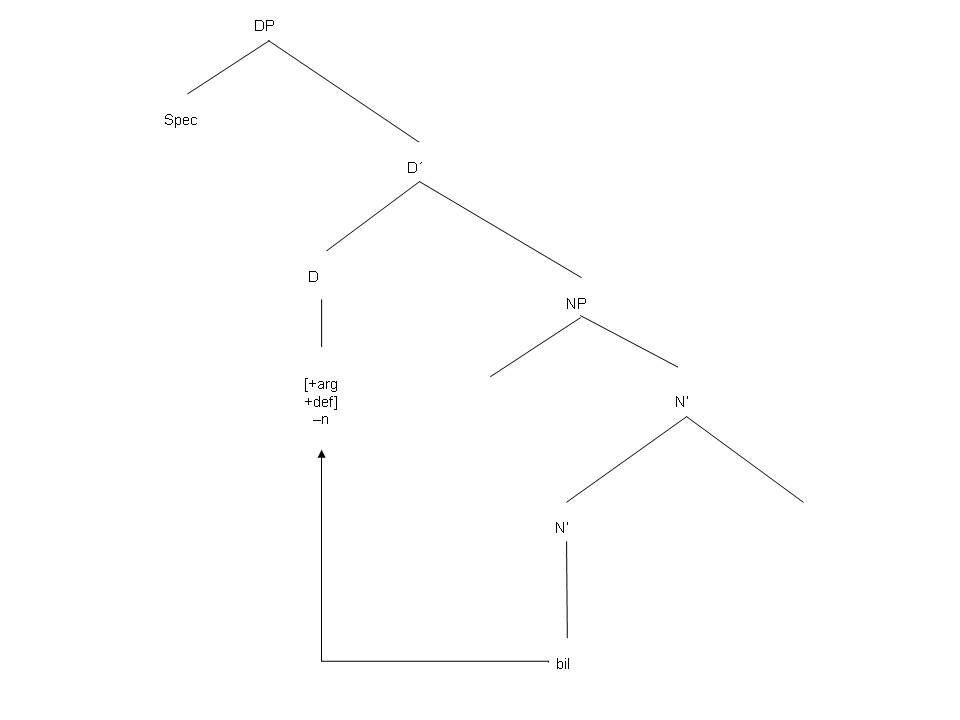 DP
Spec
D´
D
NP
[+arg
+def]
–n
N'
N'
bil